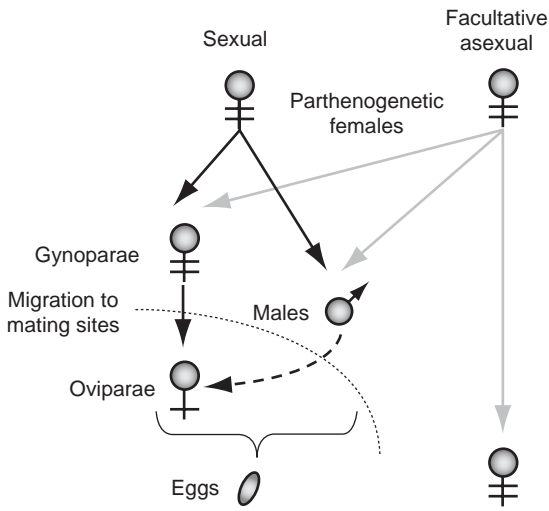 Sexual
Facultative
asexual
Parthenogenetic
females
Gynoparae
Migration to
mating sites
Males
Oviparae
Eggs